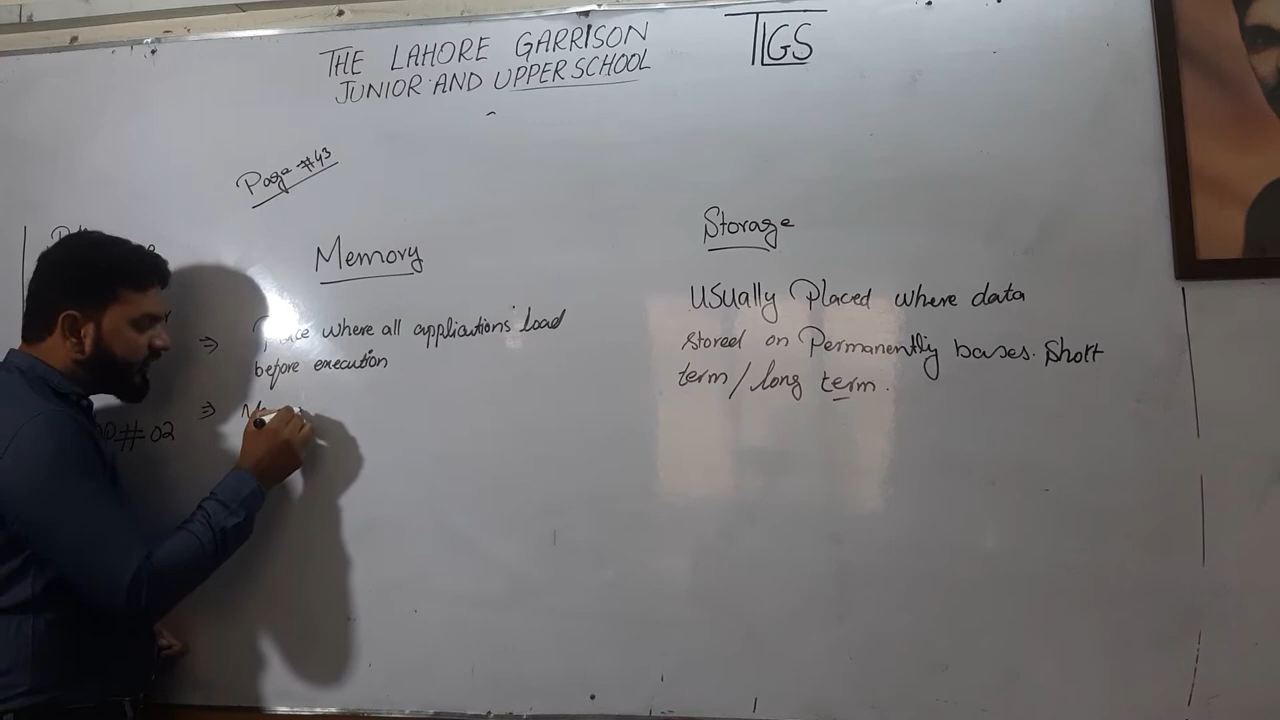 THE LAHORE GARRISON
JUNIOR AND UPPER SCHOOL
TLGS
Page #43
Memory
⇒ where all applications load
before execution
⇒
# 02
Storage
Usually Placed where data
stored on Permanently bases. Short
term / long term.